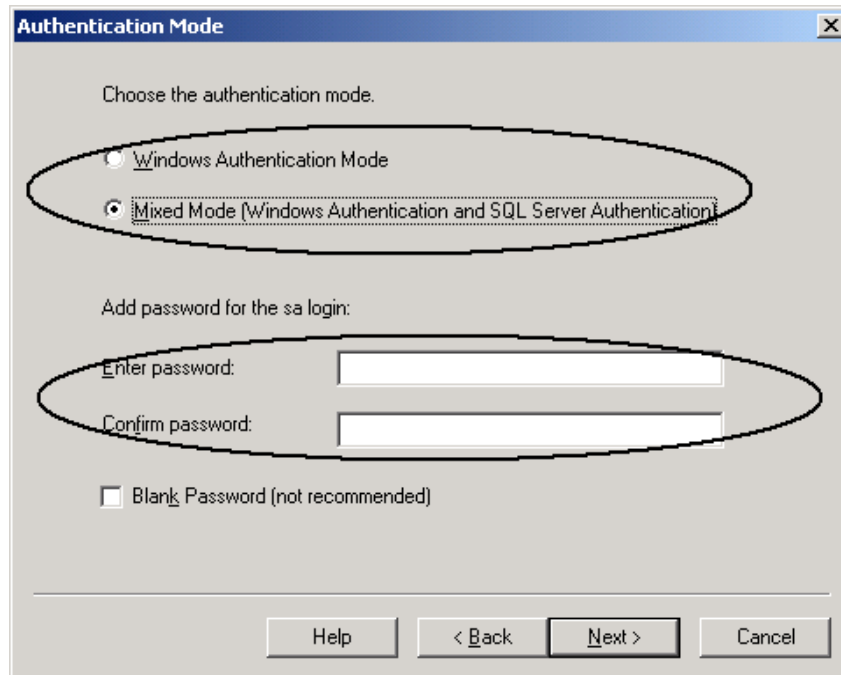 Authentication Mode
Choose the authentication mode.
Windows Authentication Mode
Mixed Mode (Windows Authentication and SQL Server Authentication)
Add password for the sa login:
Enter password:
Confirm password:
Blank Password (not recommended)
Help
< Back
Next >
Cancel